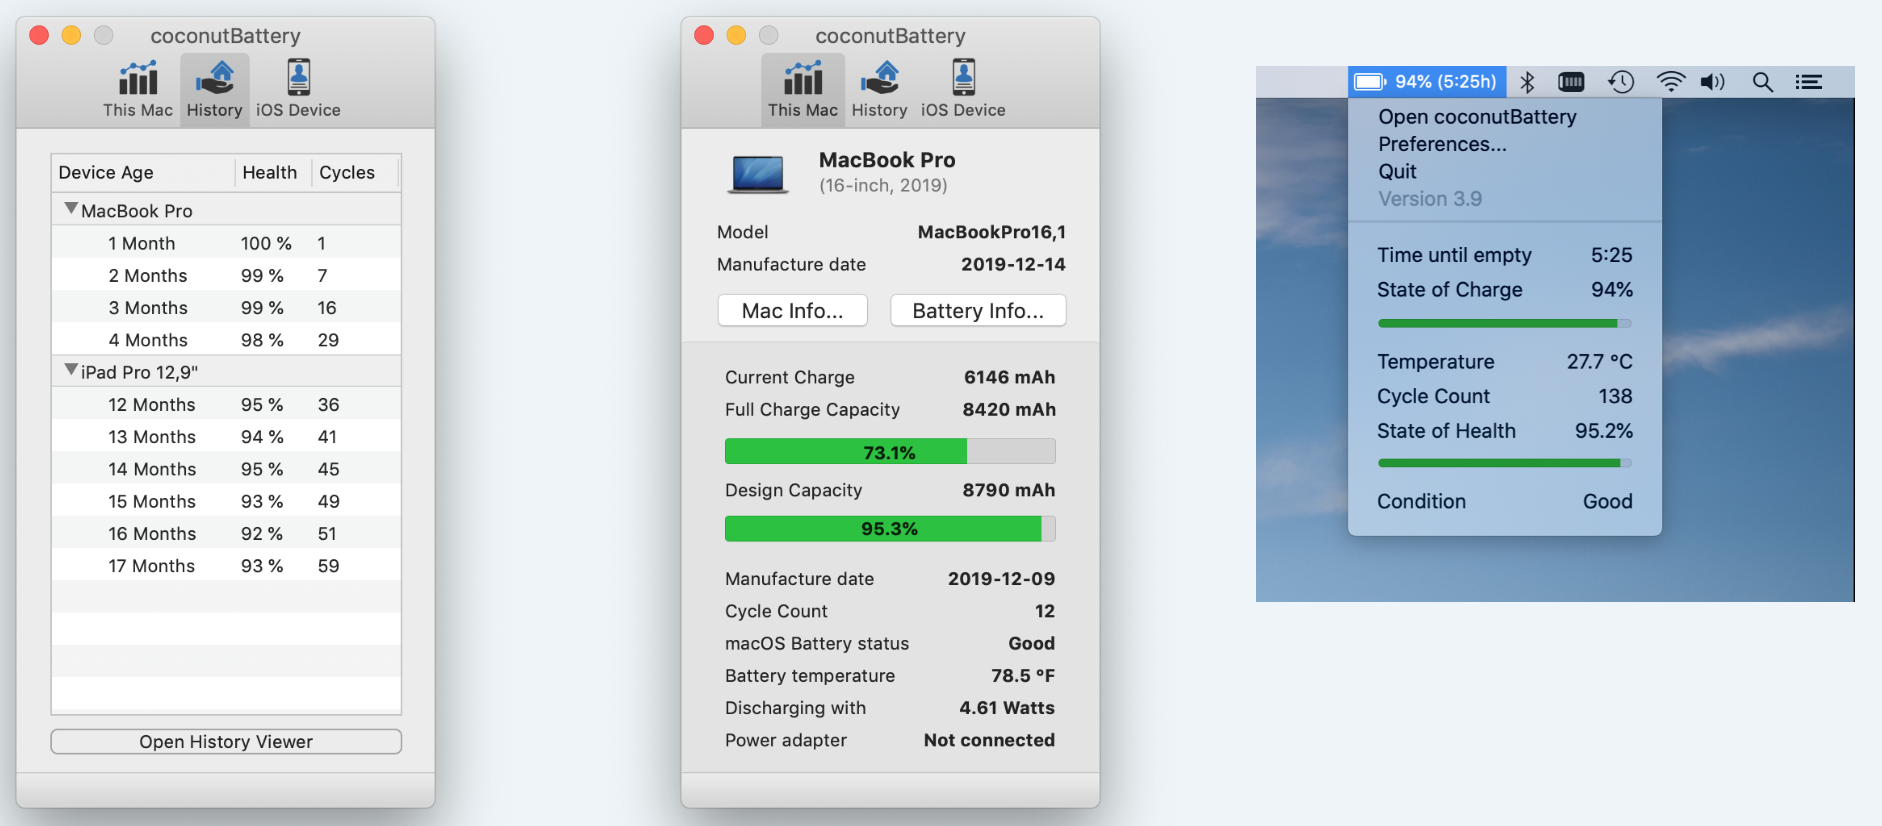 coconutBattery
This Mac History iOS Device
Device Age Health Cycles
MacBook Pro
1 Month 100 % 1
2 Months 99 % 7
3 Months 99 % 16
4 Months 98 % 29
iPad Pro 12,9"
12 Months 95 % 36
13 Months 94 % 41
14 Months 95 % 45
15 Months 93 % 49
16 Months 92 % 51
17 Months 93 % 59
Open History Viewer
coconutBattery
This Mac History iOS Device
MacBook Pro
(16-inch, 2019)
Model MacBookPro16,1
Manufacture date 2019-12-14
Mac Info... Battery Info...
Current Charge 6146 mAh
Full Charge Capacity 8420 mAh
73.1%
Design Capacity 8790 mAh
95.3%
Manufacture date 2019-12-09
Cycle Count 12
macOS Battery status Good
Battery temperature 78.5 °F
Discharging with 4.61 Watts
Power adapter Not connected
94% (5:25h)
Open coconutBattery
Preferences...
Quit
Version 3.9
Time until empty 5:25
State of Charge 94%
Temperature 27.7 °C
Cycle Count 138
State of Health 95.2%
Condition Good